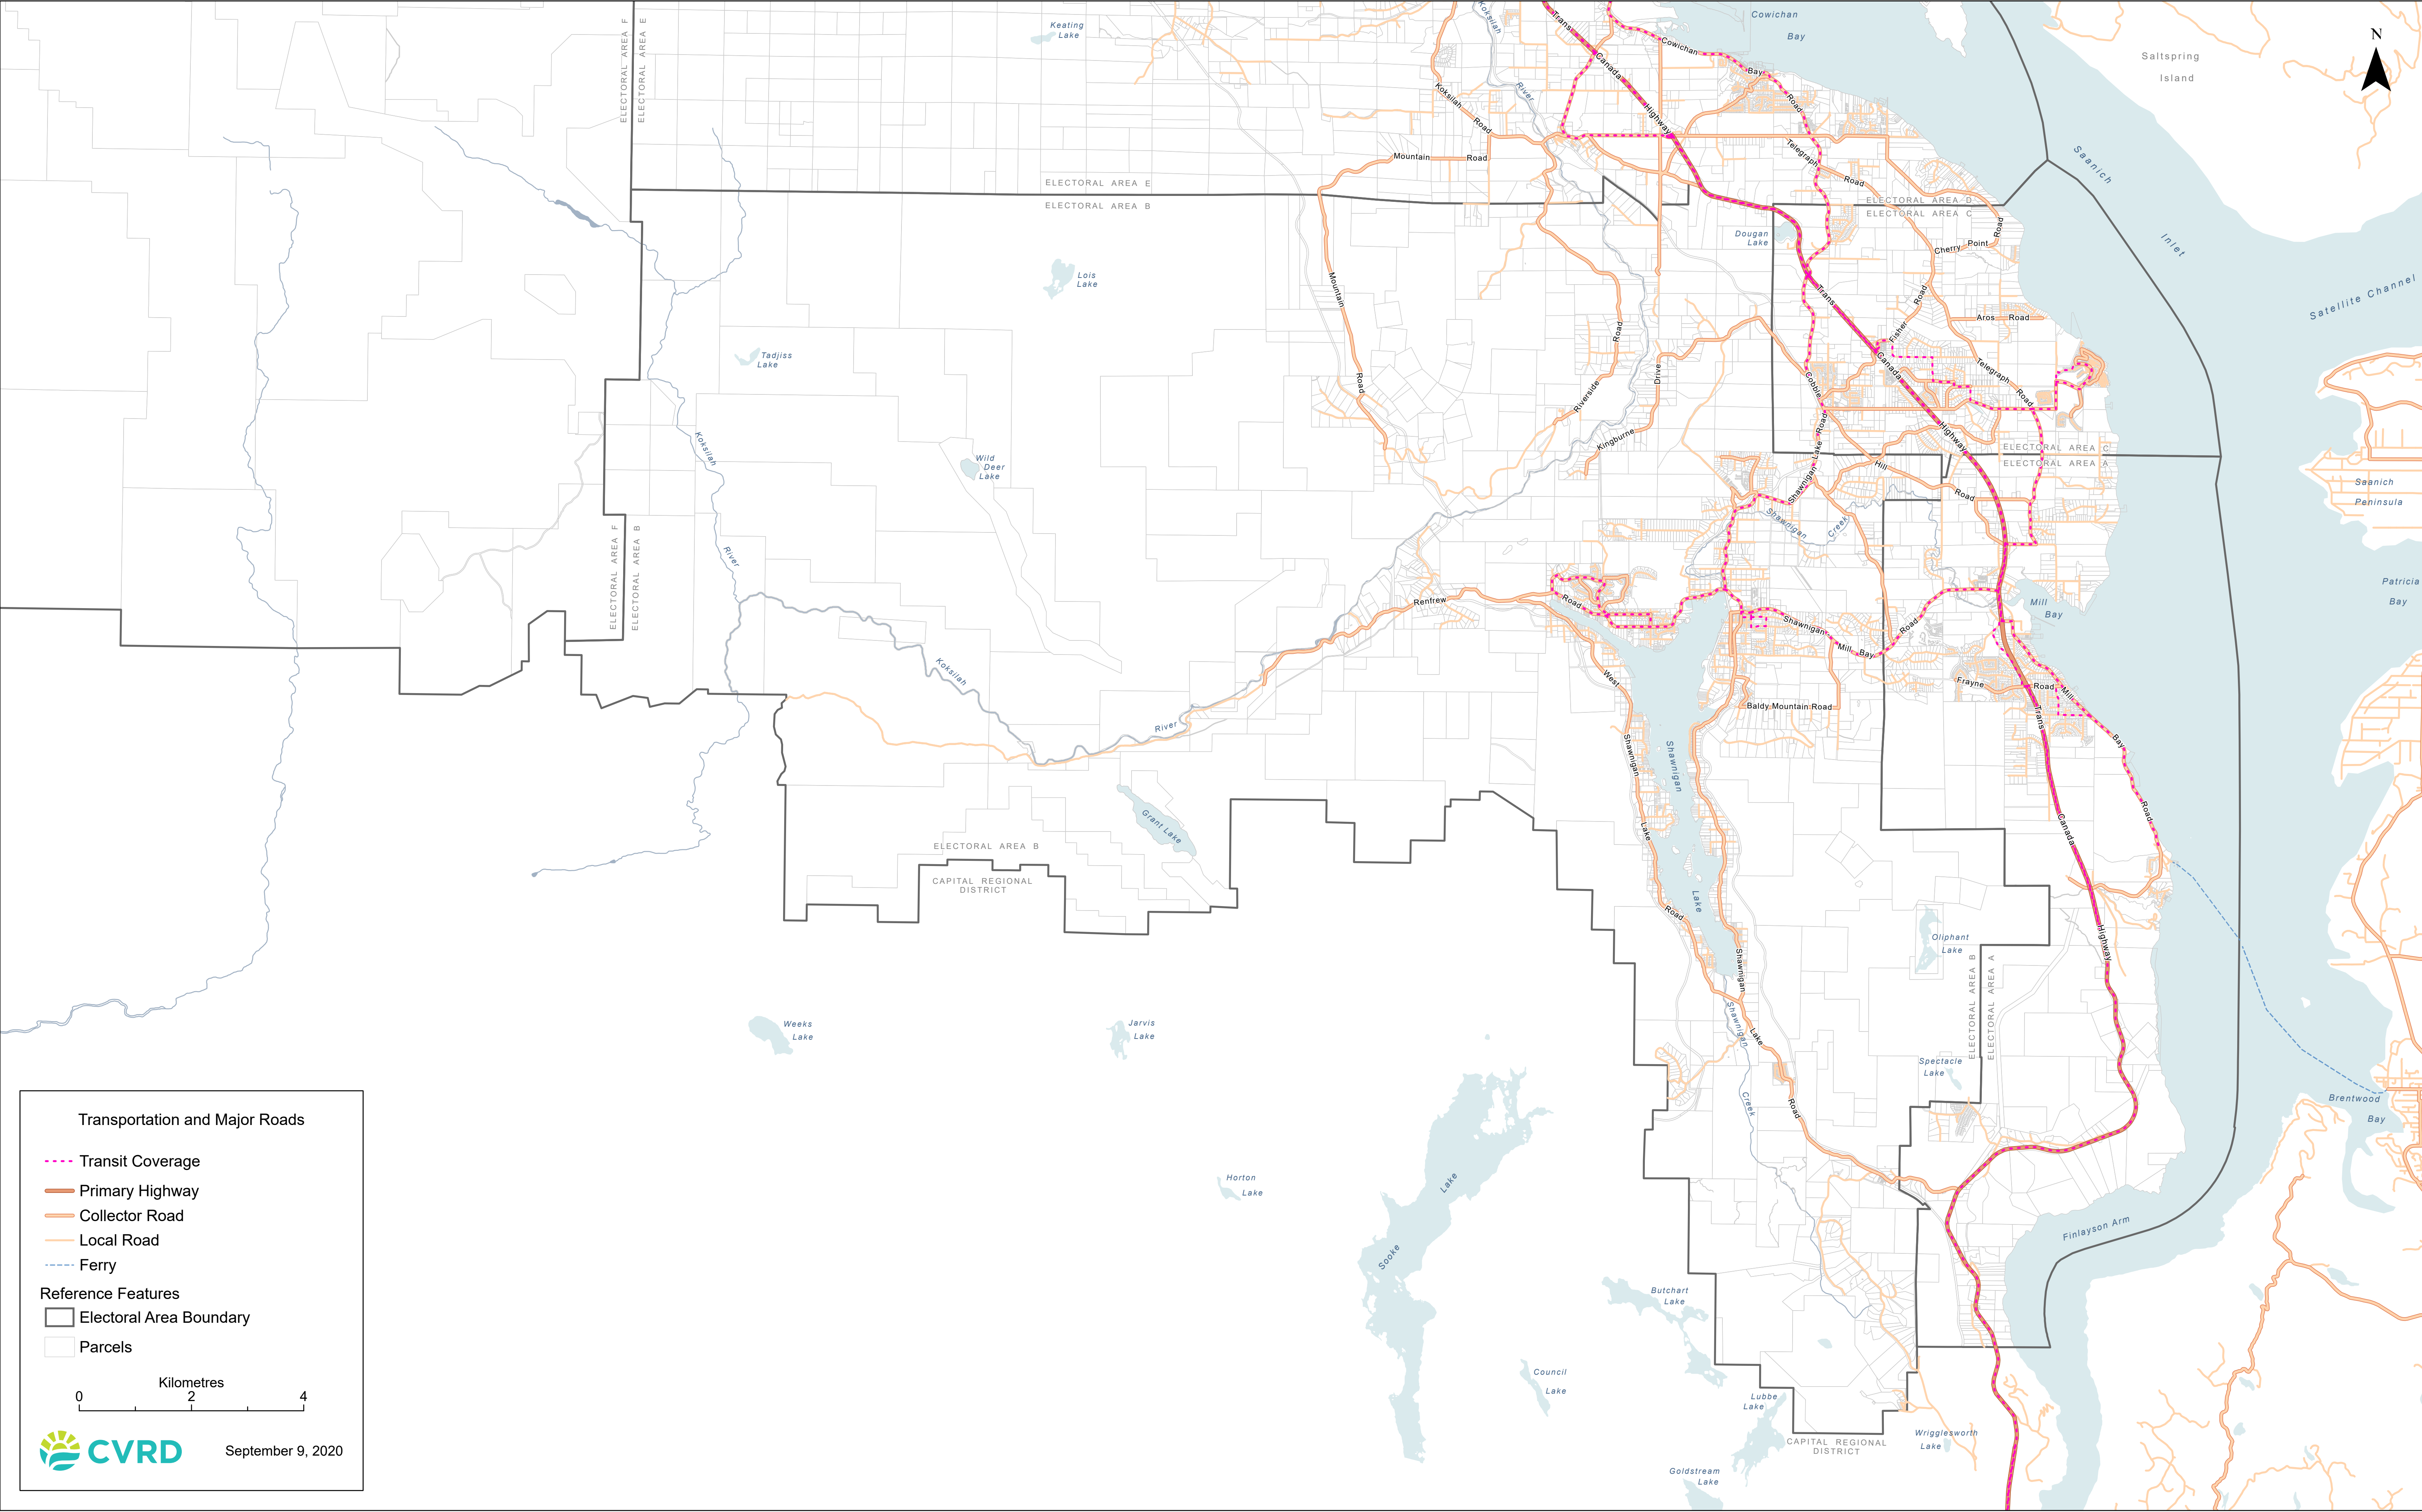 Keating
Lake
Koksilah
River
Trans
Canada
Highway
Cowichan
Bay
Road
Cowichan
Bay
Saltspring
Island
N
ELECTORAL AREA F
ELECTORAL AREA E
Koksilah
Road
Mountain Road
ELECTORAL AREA E
ELECTORAL AREA B
Telegraph
Road
ELECTORAL AREA D
ELECTORAL AREA C
Saanich
Inlet
Satellite Channel
Dougan
Lake
Cherry Point Road
Lois
Lake
Mountain
Road
Road
Riverside
Drive
Kingburne
Trans
Canada
Highway
Fisher
Road
Aros Road
Telegraph
Road
Tadjiss
Lake
Cobble
Hill
Road
Shawnigan
Lake Road
Koksilah
River
Wild
Deer
Lake
ELECTORAL AREA C
ELECTORAL AREA A
Saanich
Peninsula
Shawnigan
Creek
ELECTORAL AREA F
ELECTORAL AREA B
Patricia
Bay
Renfrew
Road
Mill
Bay
Shawnigan
Mill Bay
Road
Koksilah
River
West
Shawnigan
Lake
Road
Frayne
Road
Mill
Bay
Road
Baldy Mountain Road
Trans
Canada
Highway
Shawnigan
Lake
Grant Lake
ELECTORAL AREA B
CAPITAL REGIONAL
DISTRICT
Oliphant
Lake
ELECTORAL AREA B
ELECTORAL AREA A
Shawnigan
Lake
Road
Shawnigan
Creek
Weeks
Lake
Jarvis
Lake
Spectacle
Lake
Brentwood
Bay
Horton
Lake
Sooke
Lake
Finlayson Arm
Butchart
Lake
Council
Lake
Lubbe
Lake
Wrigglesworth
Lake
CAPITAL REGIONAL
DISTRICT
Goldstream
Lake
Transportation and Major Roads
Transit Coverage
Primary Highway
Collector Road
Local Road
Ferry
Reference Features
Electoral Area Boundary
Parcels
Kilometres
0 2 4
CVRD
September 9, 2020